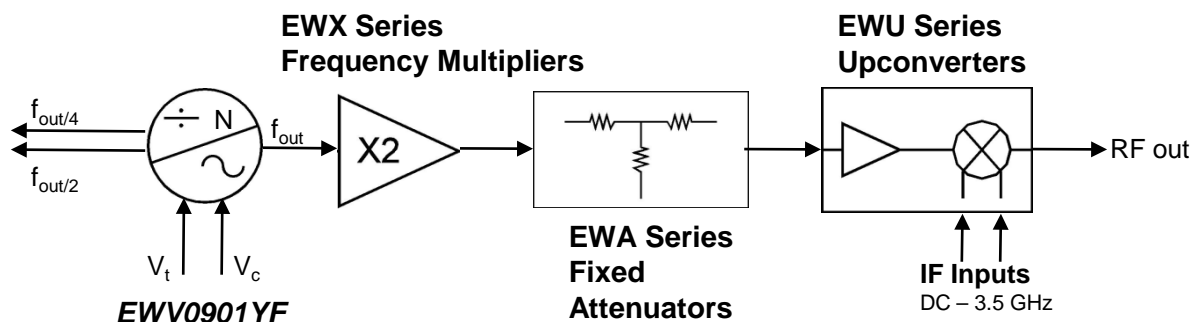 EWX Series
Frequency Multipliers
EWU Series
Upconverters
fout/4
fout/2
÷ N
fout
X2
RF out
Vt
Vc
EWV0901YF
EWA Series
Fixed
Attenuators
IF Inputs
DC – 3.5 GHz